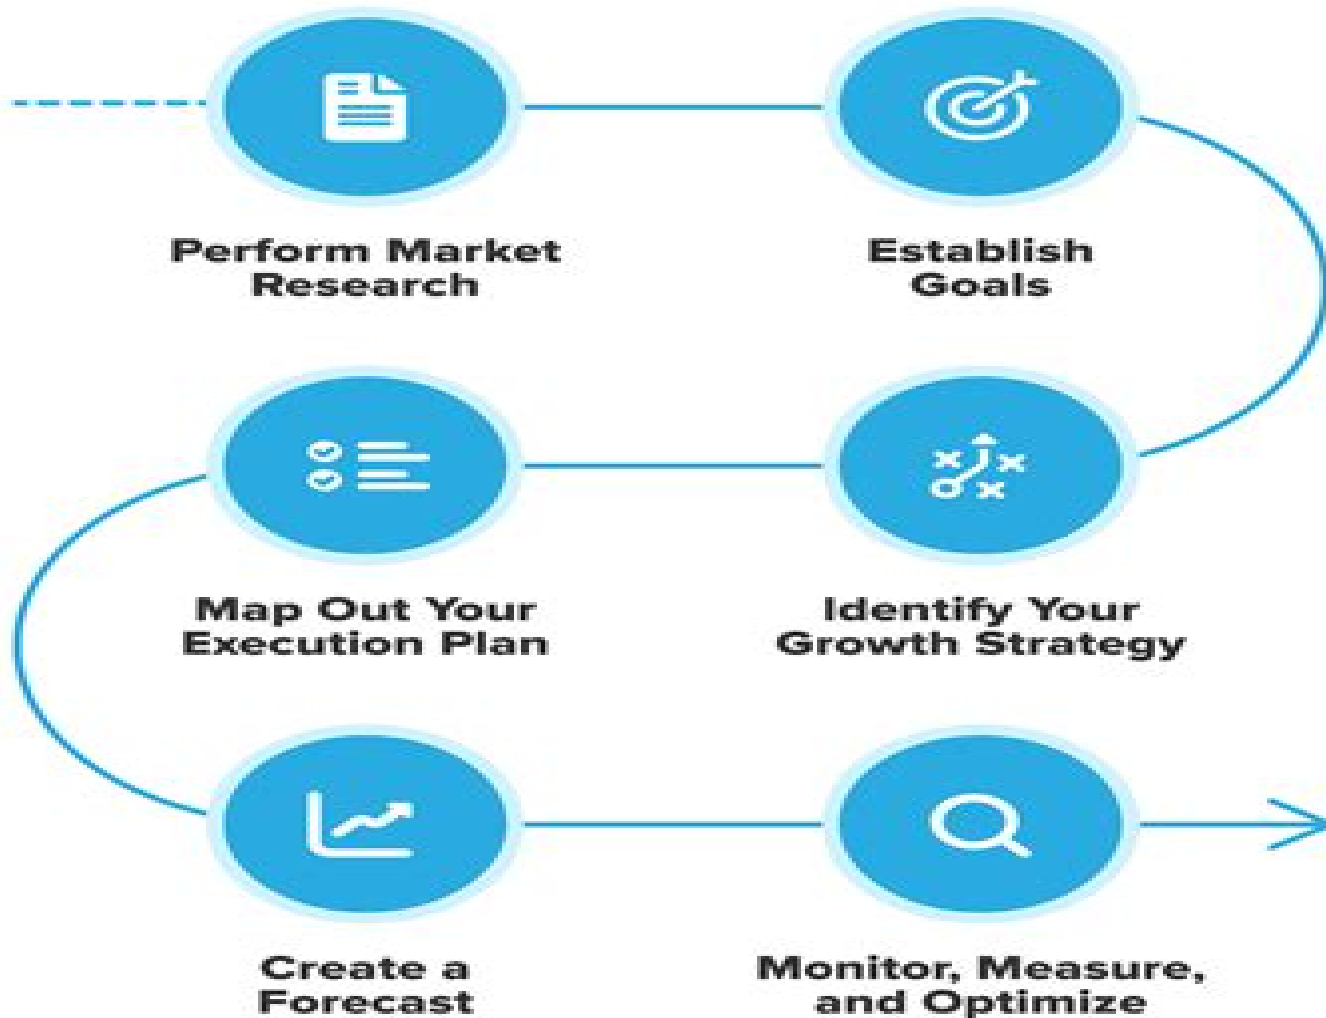 Perform Market
Research
Establish
Goals
Identify Your
Growth Strategy
Map Out Your
Execution Plan
Create a
Forecast
Monitor, Measure,
and Optimize